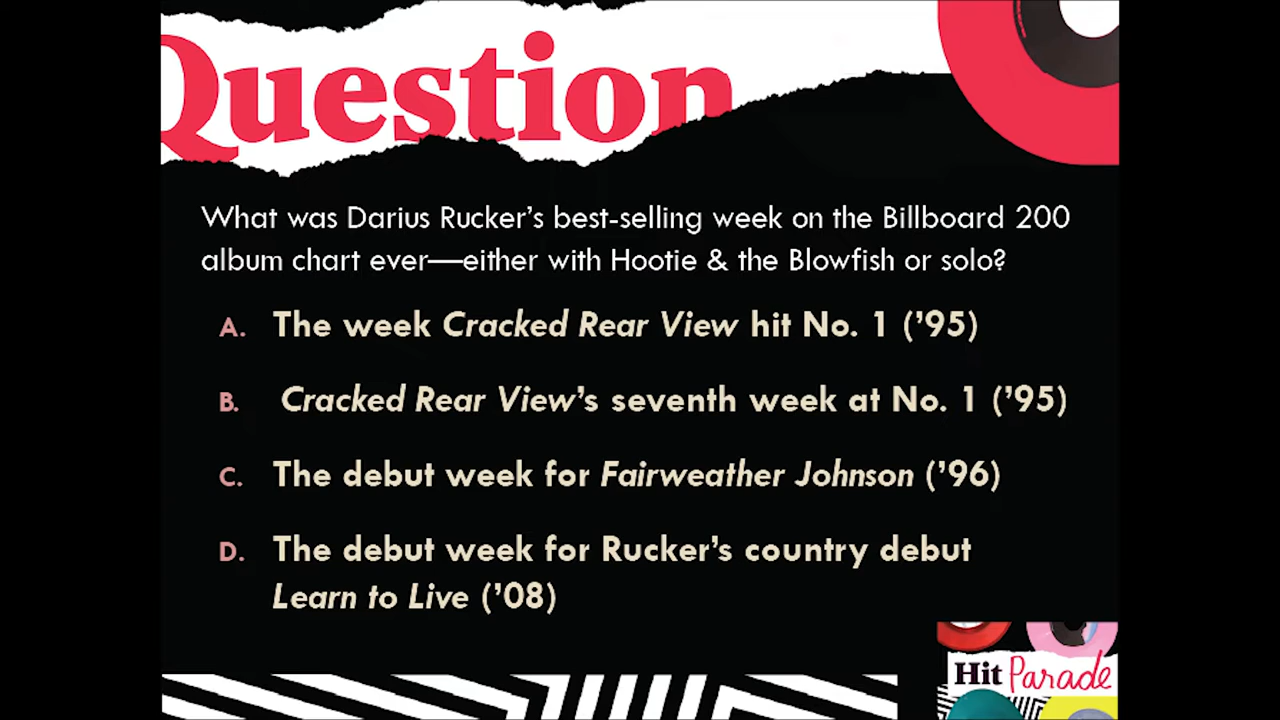 Question
What was Darius Rucker's best-selling week on the Billboard 200
album chart ever—either with Hootie & the Blowfish or solo?
A. The week Cracked Rear View hit No. 1 ('95)
B. Cracked Rear View's seventh week at No. 1 ('95)
C. The debut week for Fairweather Johnson ('96)
D. The debut week for Rucker's country debut
Learn to Live ('08)
Hit Parade